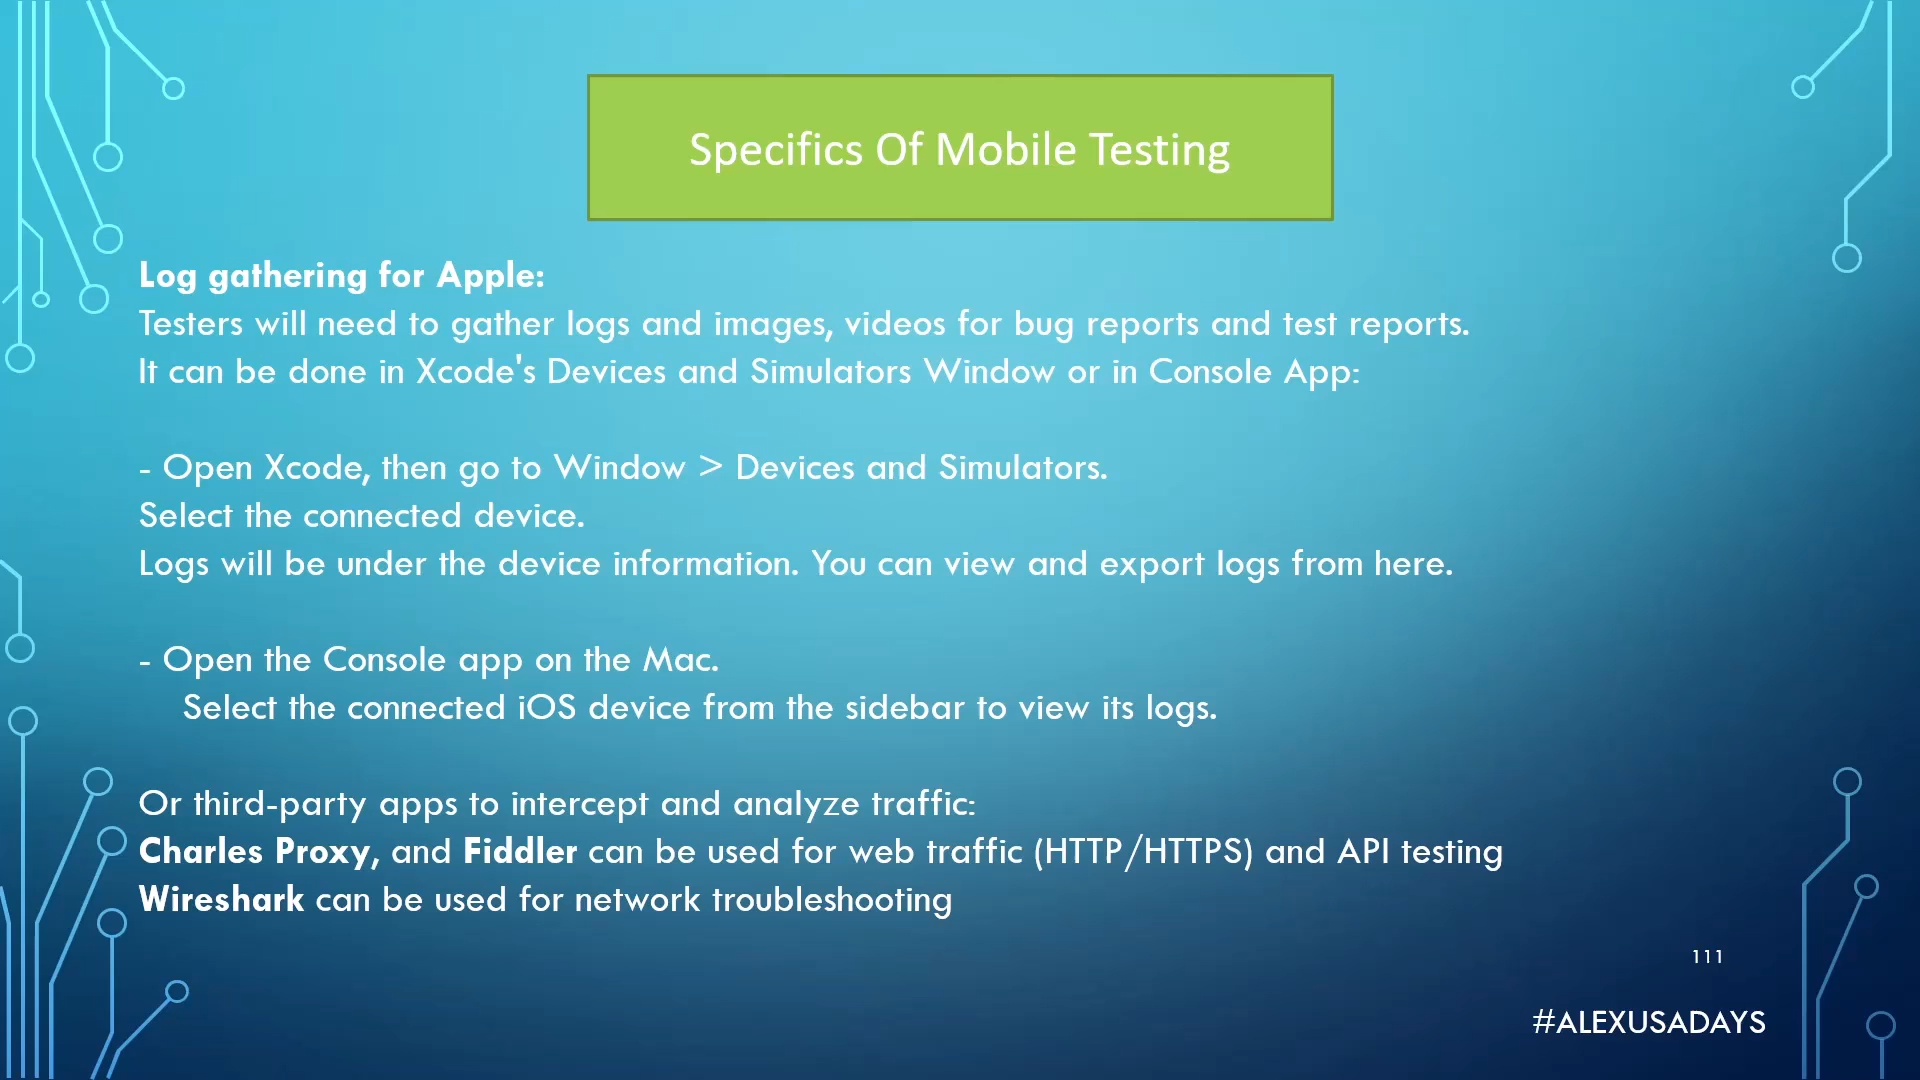 Specifics Of Mobile Testing
Log gathering for Apple:
Testers will need to gather logs and images, videos for bug reports and test reports.
It can be done in Xcode's Devices and Simulators Window or in Console App:
- Open Xcode, then go to Window > Devices and Simulators.
Select the connected device.
Logs will be under the device information. You can view and export logs from here.
- Open the Console app on the Mac.
Select the connected iOS device from the sidebar to view its logs.
Or third-party apps to intercept and analyze traffic:
Charles Proxy, and Fiddler can be used for web traffic (HTTP/HTTPS) and API testing
Wireshark can be used for network troubleshooting
111
#ALEXUSADAYS